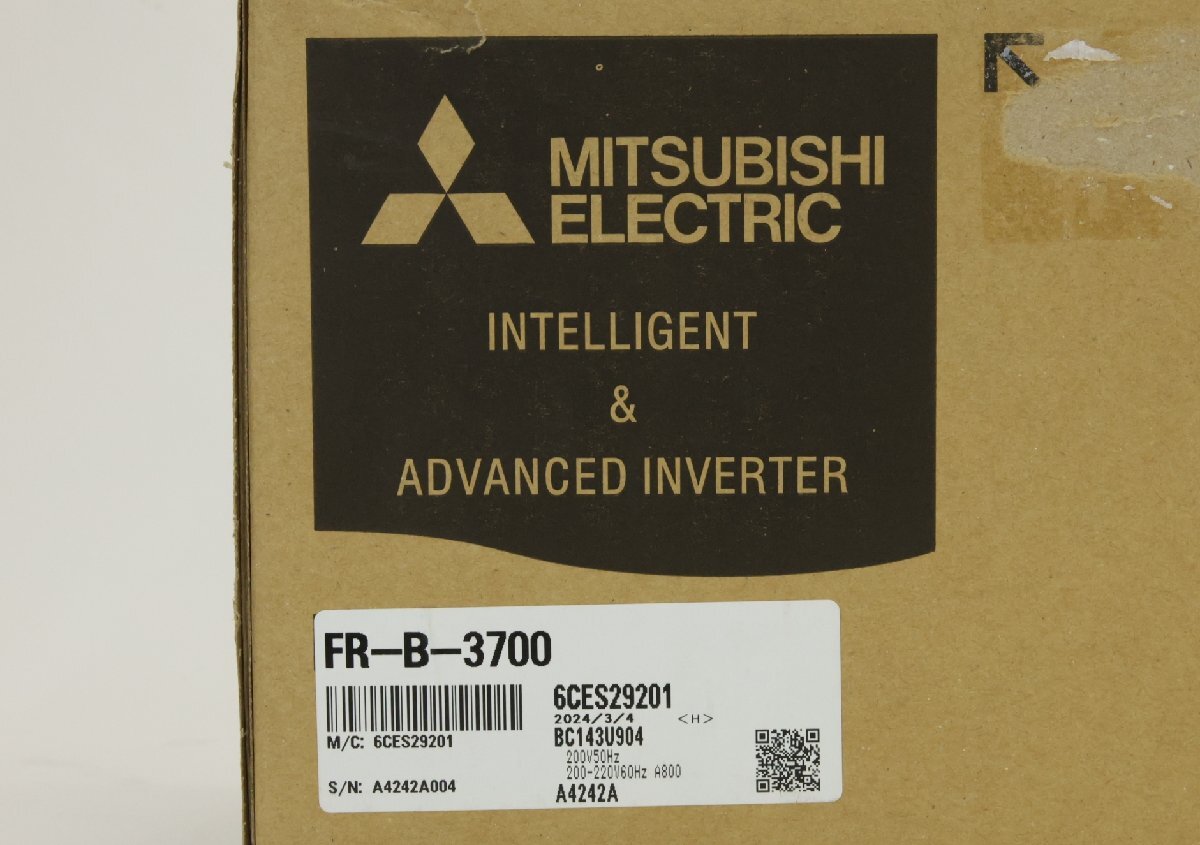 MITSUBISHI
ELECTRIC
INTELLIGENT
&
ADVANCED INVERTER
FR-B-3700
6CES29201
2024/3/4 <H>
M/C: 6CES29201
BC143U904
200V50Hz
200-220V60Hz A800
S/N: A4242A004
A4242A